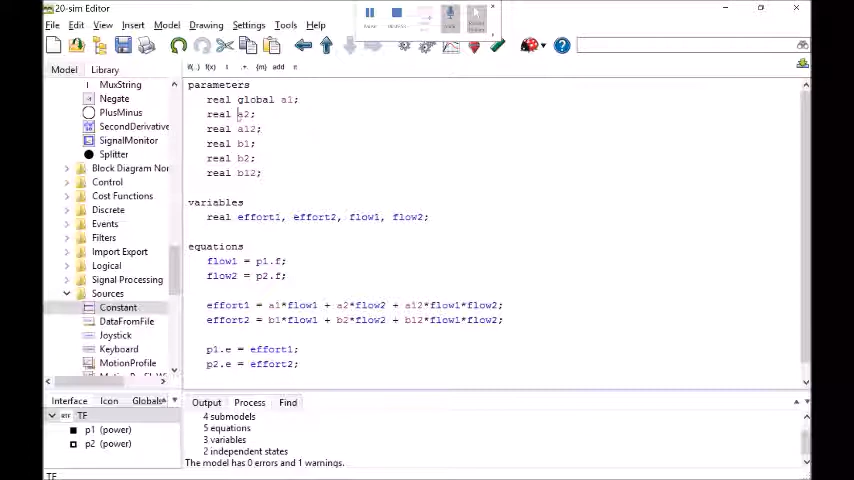 20-sim Editor
File Edit View Insert Model Drawing Settings Tools Help
Model Library
if(..) f(x) {m} add π
MuxString
Negate
PlusMinus
SecondDerivative
SignalMonitor
Splitter
Block Diagram Non
Control
Cost Functions
Discrete
Events
Filters
Import Export
Logical
Signal Processing
Sources
Constant
DataFromFile
Joystick
Keyboard
MotionProfile
parameters
real global a1;
real a2;
real a12;
real b1;
real b2;
real b12;
variables
real effort1, effort2, flow1, flow2;
equations
flow1 = p1.f;
flow2 = p2.f;
effort1 = a1*flow1 + a2*flow2 + a12*flow1*flow2;
effort2 = b1*flow1 + b2*flow2 + b12*flow1*flow2;
p1.e = effort1;
p2.e = effort2;
Interface Icon Globals
TF
p1 (power)
p2 (power)
Output Process Find
4 submodels
5 equations
3 variables
2 independent states
The model has 0 errors and 1 warnings.
TF